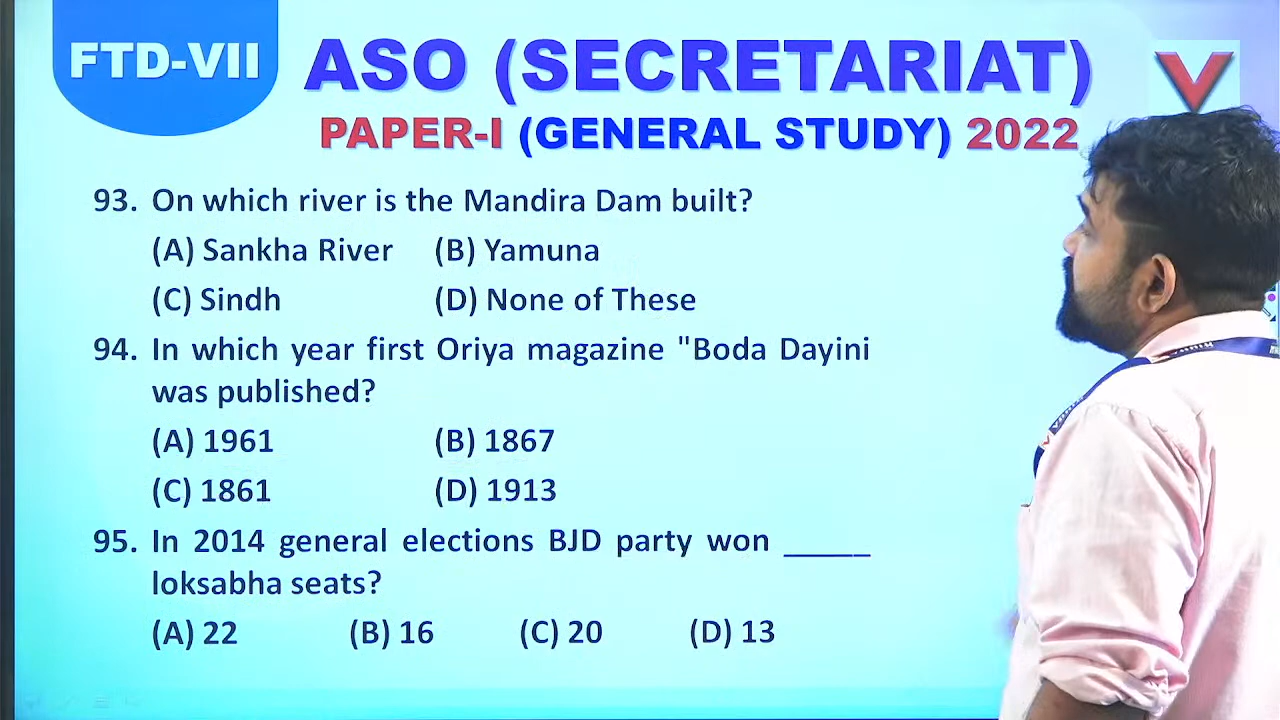 FTD-VII
ASO (SECRETARIAT)
PAPER-I (GENERAL STUDY) 2022
93. On which river is the Mandira Dam built?
(A) Sankha River (B) Yamuna
(C) Sindh (D) None of These
94. In which year first Oriya magazine "Boda Dayini
was published?
(A) 1961 (B) 1867
(C) 1861 (D) 1913
95. In 2014 general elections BJD party won _____
loksabha seats?
(A) 22 (B) 16 (C) 20 (D) 13